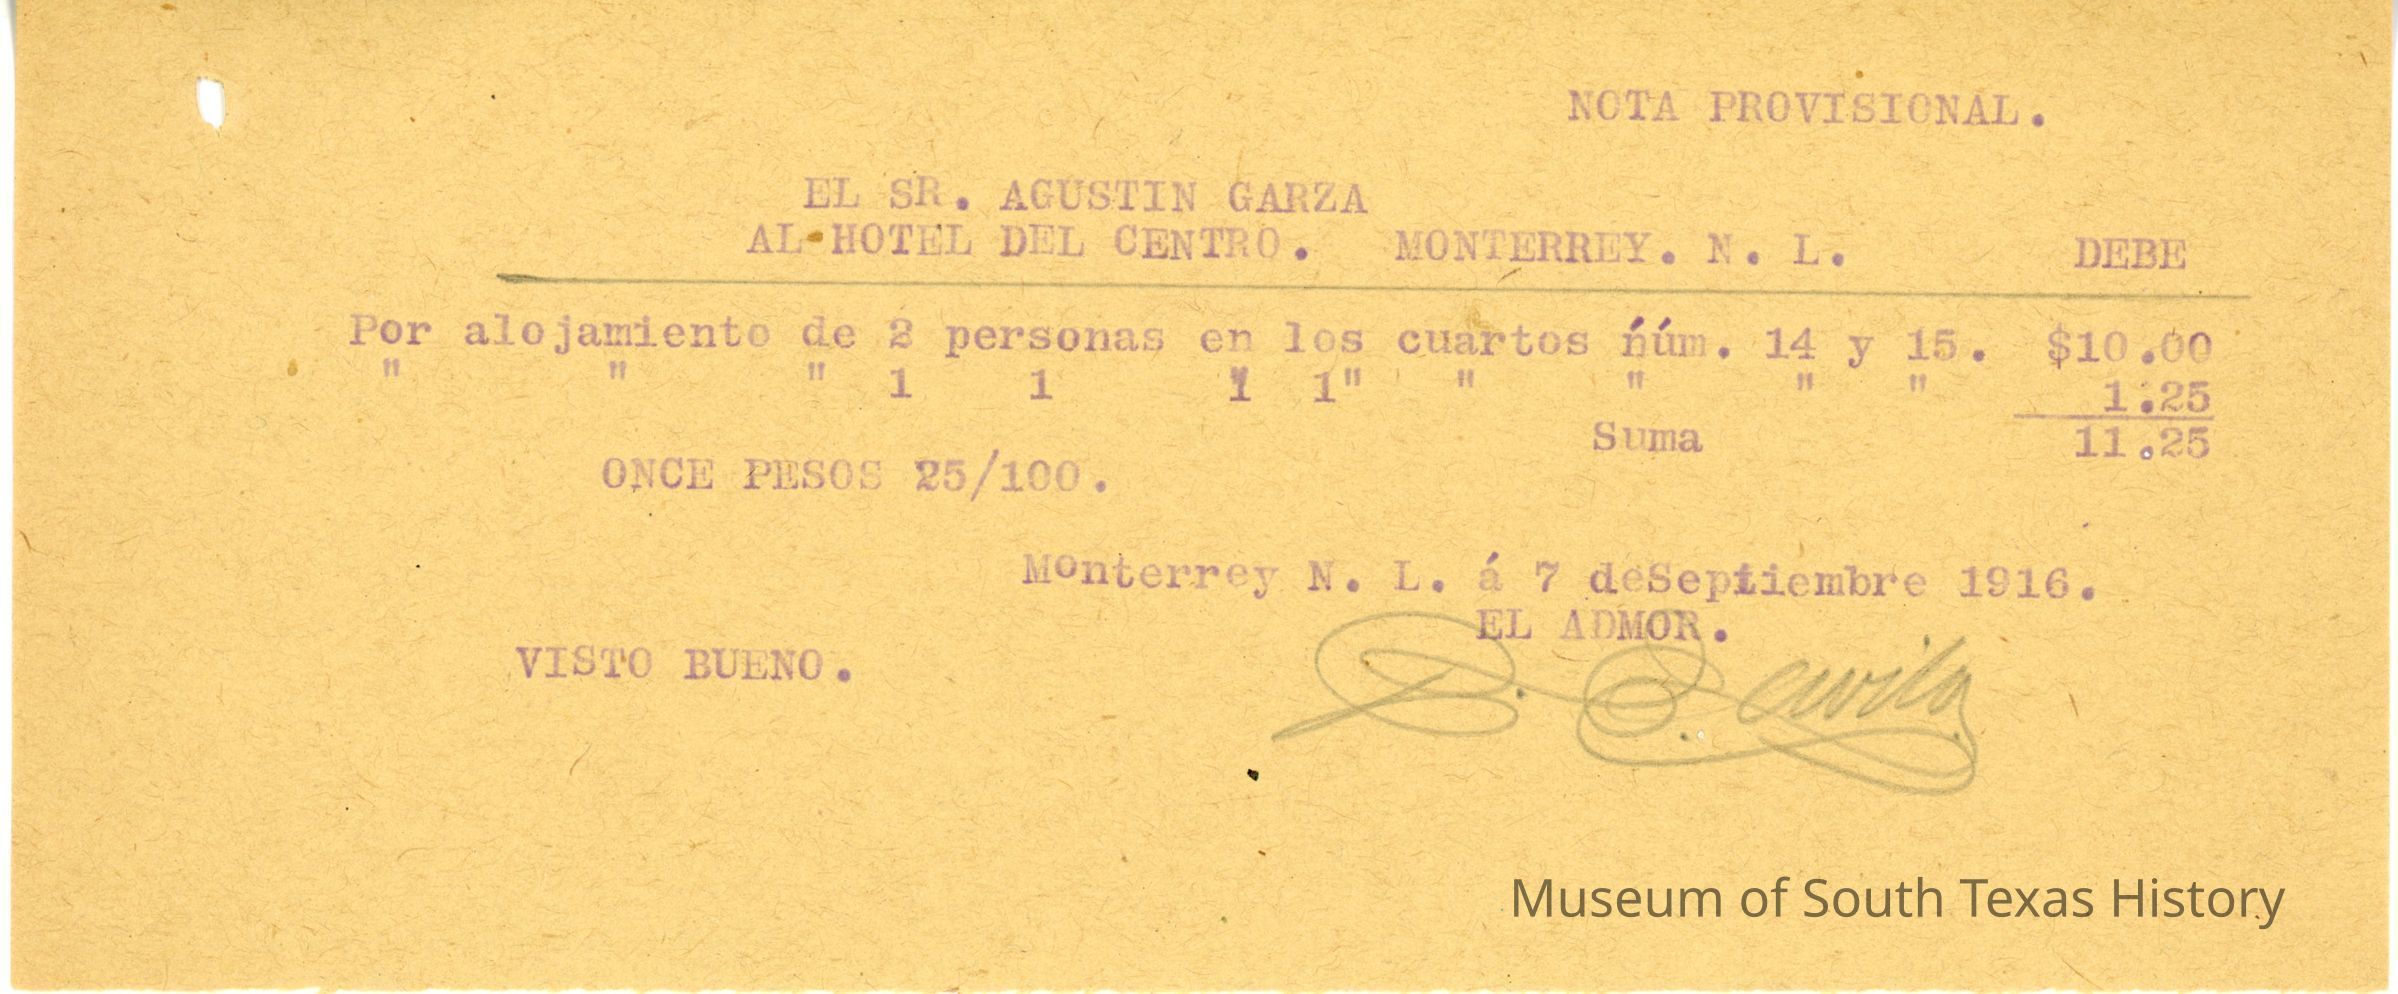 NOTA PROVISIONAL.
EL SR. AGUSTIN GARZA
AL HOTEL DEL CENTRO. MONTERREY. N. L. DEBE
Por alojamiento de 2 personas en los cuartos ńúm. 14 y 15. $10.00
" " " 1 1 1 1" " " " " 1.25
Suma 11.25
ONCE PESOS 25/100.
Monterrey N. L. á 7 deSeptiembre 1916.
EL ADMOR.
VISTO BUENO.
Museum of South Texas History